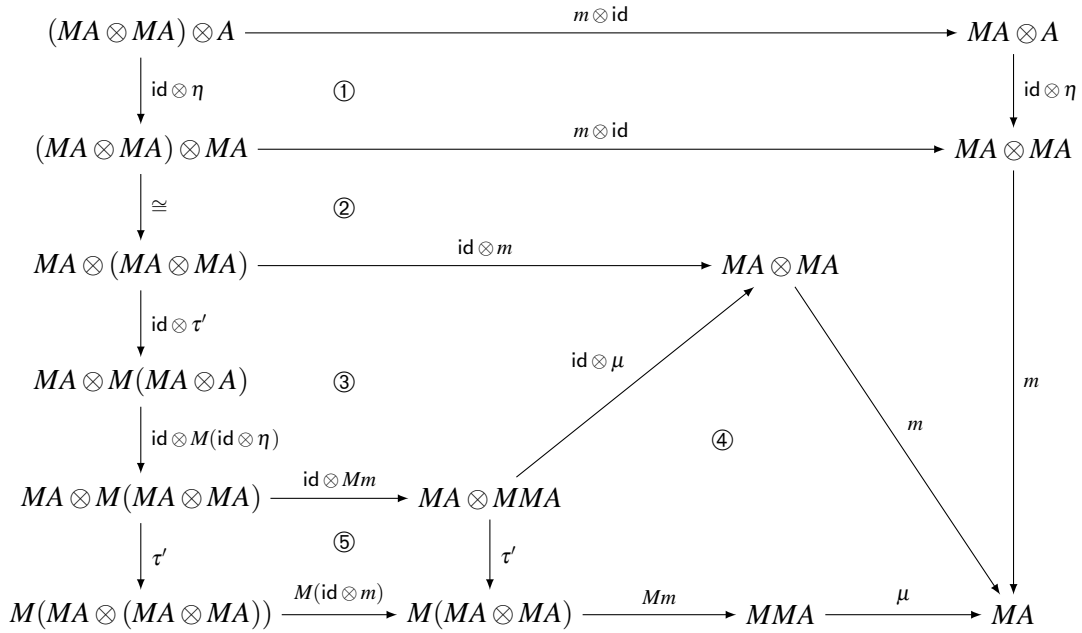 (MA ⊗ MA) ⊗ A m ⊗ id MA ⊗ A
id ⊗ η ① id ⊗ η
(MA ⊗ MA) ⊗ MA m ⊗ id MA ⊗ MA
≅ ②
MA ⊗ (MA ⊗ MA) id ⊗ m MA ⊗ MA
id ⊗ τ′
id ⊗ μ
MA ⊗ M(MA ⊗ A) ③ m
id ⊗ M(id ⊗ η) ④ m
MA ⊗ M(MA ⊗ MA) id ⊗ Mm MA ⊗ MMA
τ′ ⑤ τ′
M(MA ⊗ (MA ⊗ MA)) M(id ⊗ m) M(MA ⊗ MA) Mm MMA μ MA